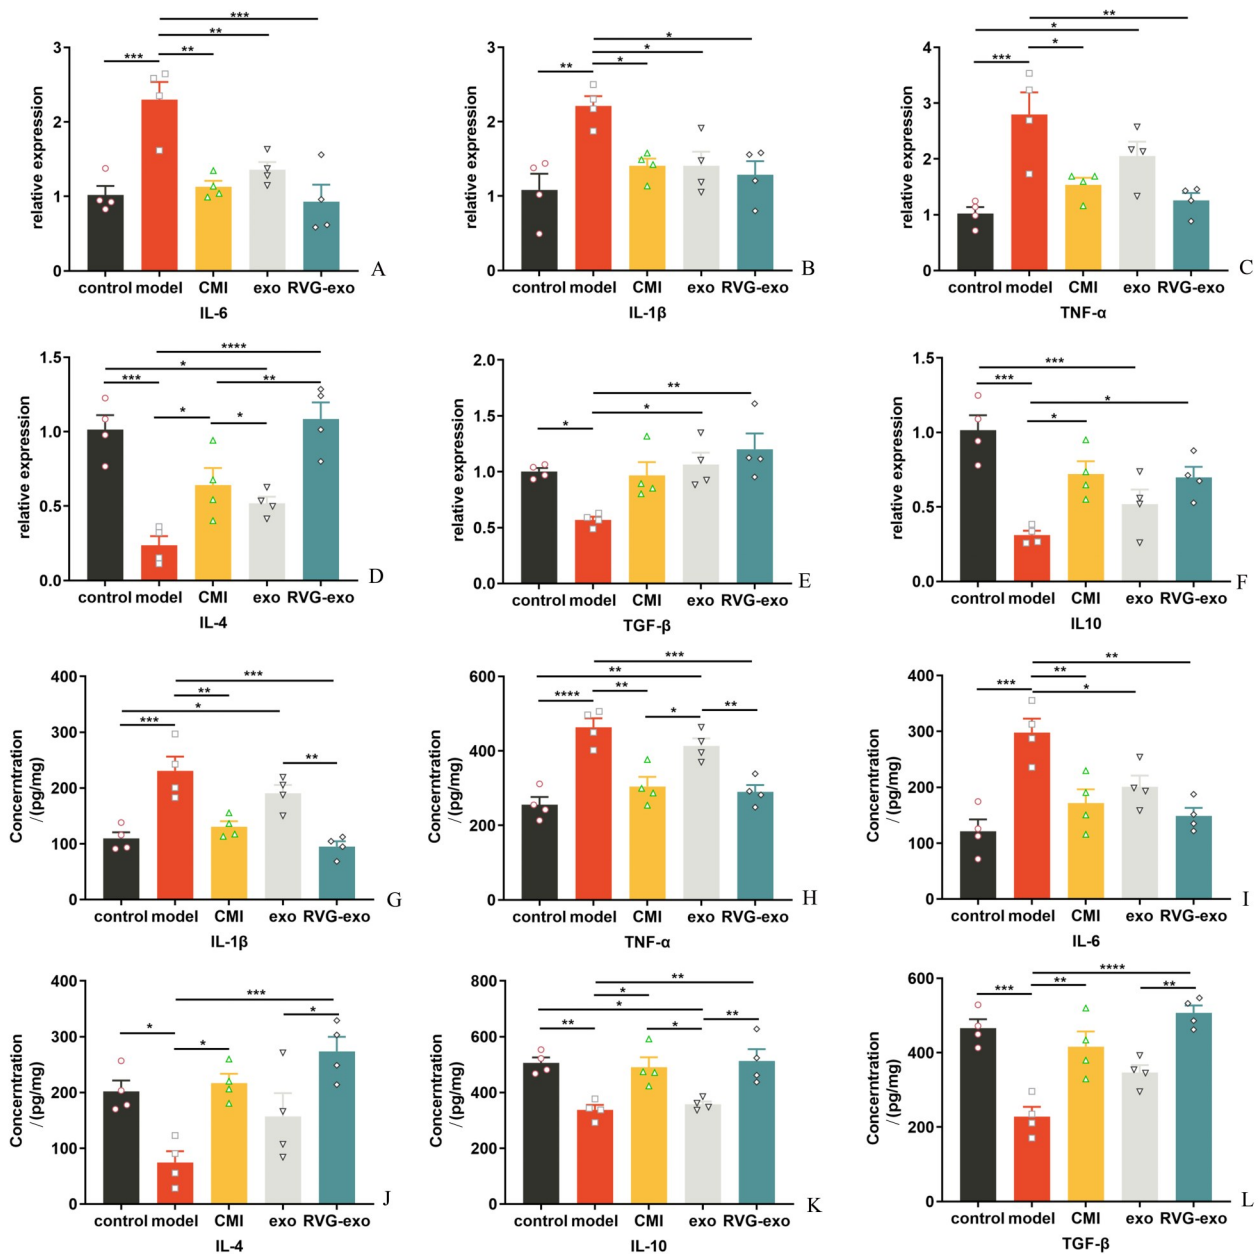 *** ** ** ***
3
2
1
0
relative expression
control model CMI exo RVG-exo
IL-6
A
* * * **
3
2
1
0
relative expression
control model CMI exo RVG-exo
IL-1β
B
** * * ***
4
3
2
1
0
relative expression
control model CMI exo RVG-exo
TNF-α
C
**** * *** ** * *
1.5
1.0
0.5
0.0
relative expression
control model CMI exo RVG-exo
IL-4
D
** * *
2.0
1.5
1.0
0.5
0.0
relative expression
control model CMI exo RVG-exo
TGF-β
E
*** *** * *
1.5
1.0
0.5
0.0
relative expression
control model CMI exo RVG-exo
IL10
F
*** ** * *** **
400
300
200
100
0
Concerntration
/(pg/mg)
control model CMI exo RVG-exo
IL-1β
G
*** ** **** ** * **
600
400
200
0
Concerntration
/(pg/mg)
control model CMI exo RVG-exo
TNF-α
H
** ** *** *
400
300
200
100
0
Concerntration
/(pg/mg)
control model CMI exo RVG-exo
IL-6
I
*** * * *
400
300
200
100
0
Concerntration
/(pg/mg)
control model CMI exo RVG-exo
IL-4
J
** * * ** * **
800
600
400
200
0
Concerntration
/(pg/mg)
control model CMI exo RVG-exo
IL-10
K
**** ** *** **
600
400
200
0
Concerntration
/(pg/mg)
control model CMI exo RVG-exo
TGF-β
L